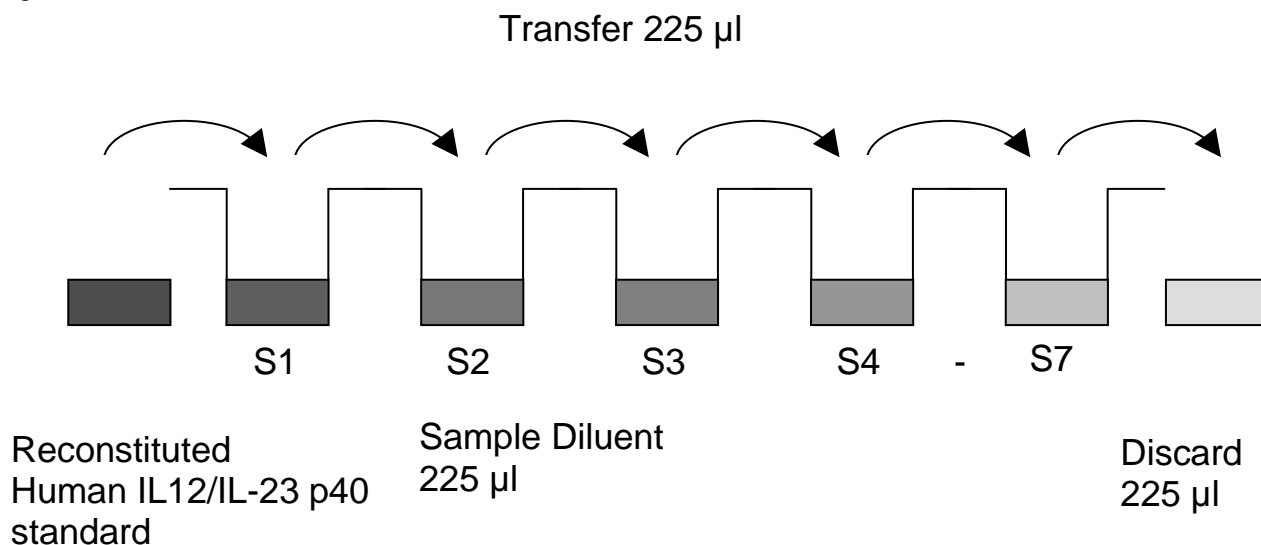 Transfer 225 µl
S1 S2 S3 S4 - S7
Reconstituted
Human IL12/IL-23 p40
standard
Sample Diluent
225 µl
Discard
225 µl